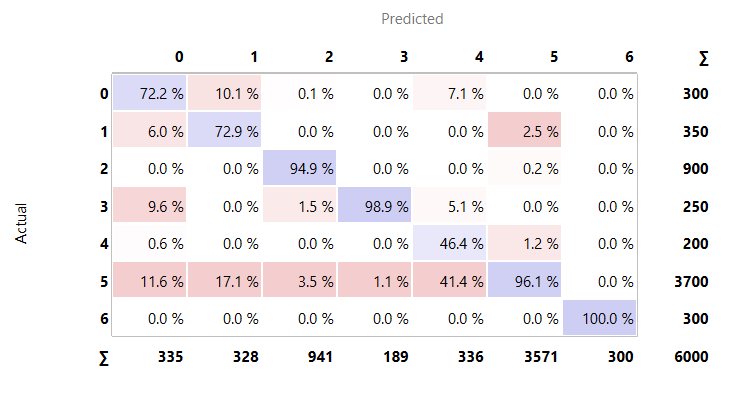 Predicted
0 1 2 3 4 5 6 ∑
0 72.2 % 10.1 % 0.1 % 0.0 % 7.1 % 0.0 % 0.0 % 300
1 6.0 % 72.9 % 0.0 % 0.0 % 0.0 % 2.5 % 0.0 % 350
2 0.0 % 0.0 % 94.9 % 0.0 % 0.0 % 0.2 % 0.0 % 900
3 9.6 % 0.0 % 1.5 % 98.9 % 5.1 % 0.0 % 0.0 % 250
Actual
4 0.6 % 0.0 % 0.0 % 0.0 % 46.4 % 1.2 % 0.0 % 200
5 11.6 % 17.1 % 3.5 % 1.1 % 41.4 % 96.1 % 0.0 % 3700
6 0.0 % 0.0 % 0.0 % 0.0 % 0.0 % 0.0 % 100.0 % 300
∑ 335 328 941 189 336 3571 300 6000